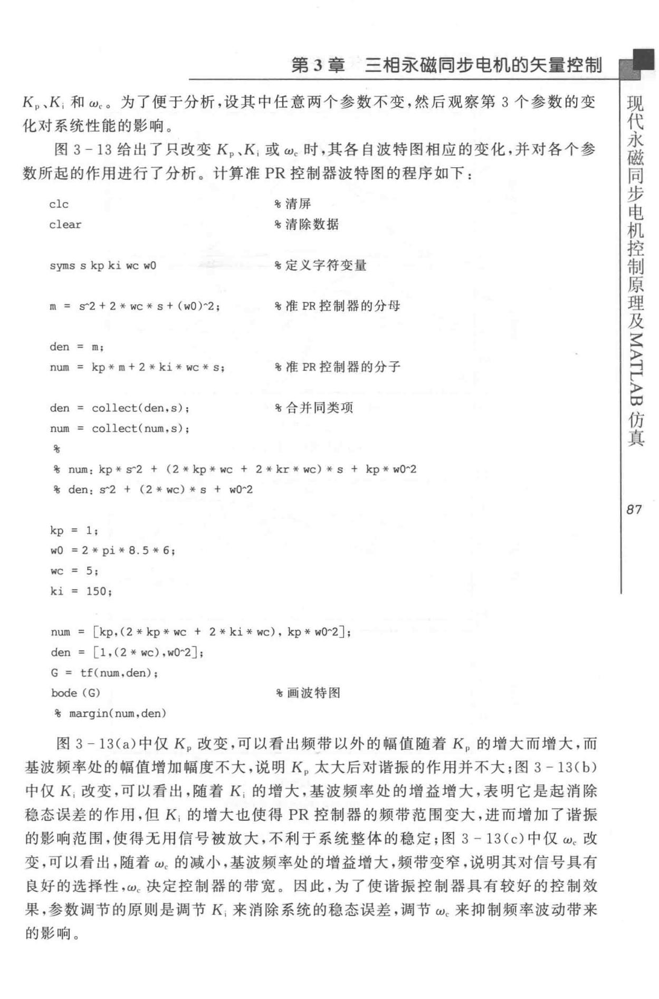 第 3 章　三相永磁同步电机的矢量控制
K_p、K_i 和 ω_c。为了便于分析,设其中任意两个参数不变,然后观察第 3 个参数的变
化对系统性能的影响。
图 3-13 给出了只改变 K_p、K_i 或 ω_c 时,其各自波特图相应的变化,并对各个参
数所起的作用进行了分析。计算准 PR 控制器波特图的程序如下:
clc %清屏
clear %清除数据
syms s kp ki wc w0 %定义字符变量
m = s^2+2*wc*s+(w0)^2; %准 PR 控制器的分母
den = m;
num = kp*m+2*ki*wc*s; %准 PR 控制器的分子
den = collect(den,s); %合并同类项
num = collect(num,s);
%
% num: kp*s^2 + (2*kp*wc + 2*kr*wc)*s + kp*w0^2
% den: s^2 + (2*wc)*s + w0^2
kp = 1;
w0 =2*pi*8.5*6;
wc = 5;
ki = 150;
num = [kp,(2*kp*wc + 2*ki*wc), kp*w0^2];
den = [1,(2*wc),w0^2];
G = tf(num,den);
bode (G) %画波特图
% margin(num,den)
图 3-13(a)中仅 K_p 改变,可以看出频带以外的幅值随着 K_p 的增大而增大,而
基波频率处的幅值增加幅度不大,说明 K_p 太大后对谐振的作用并不大;图 3-13(b)
中仅 K_i 改变,可以看出,随着 K_i 的增大,基波频率处的增益增大,表明它是起消除
稳态误差的作用,但 K_i 的增大也使得 PR 控制器的频带范围变大,进而增加了谐振
的影响范围,使得无用信号被放大,不利于系统整体的稳定;图 3-13(c)中仅 ω_c 改
变,可以看出,随着 ω_c 的减小,基波频率处的增益增大,频带变窄,说明其对信号具有
良好的选择性,ω_c 决定控制器的带宽。因此,为了使谐振控制器具有较好的控制效
果,参数调节的原则是调节 K_i 来消除系统的稳态误差,调节 ω_c 来抑制频率波动带来
的影响。
现代永磁同步电机控制原理及MATLAB仿真
87